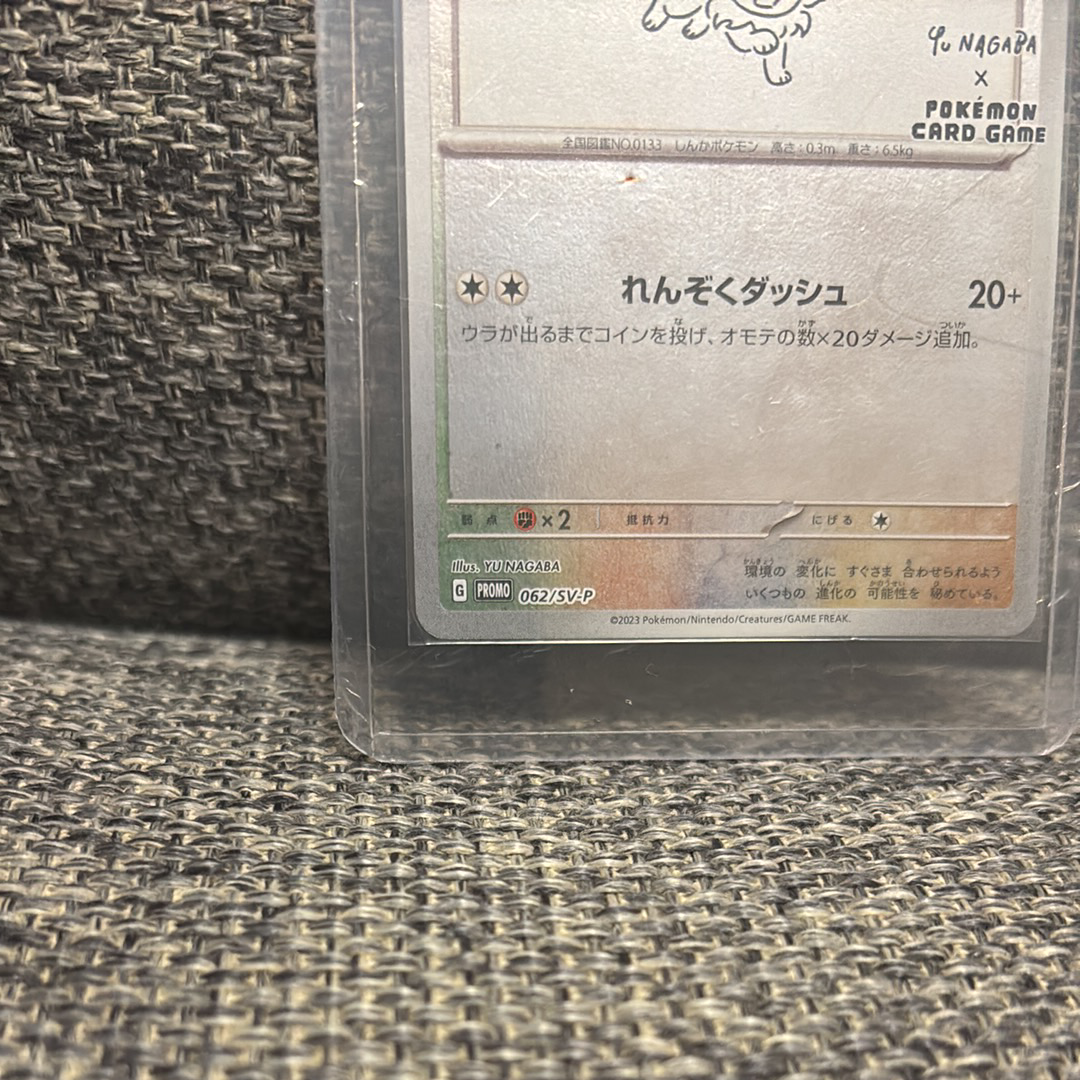 Yu NAGABA
×
POKÉMON
CARD GAME
全国図鑑NO.0133 しんかポケモン 高さ:0.3m 重さ:6.5kg
れんぞくダッシュ 20+
ウラが出るまでコインを投げ、オモテの数×20ダメージ追加。
弱点 ×2 抵抗力 にげる
Illus. YU NAGABA
G PROMO 062/SV-P
環境の 変化に すぐさま 合わせられるよう
いくつもの 進化の 可能性を 秘めている。
©2023 Pokémon/Nintendo/Creatures/GAME FREAK.